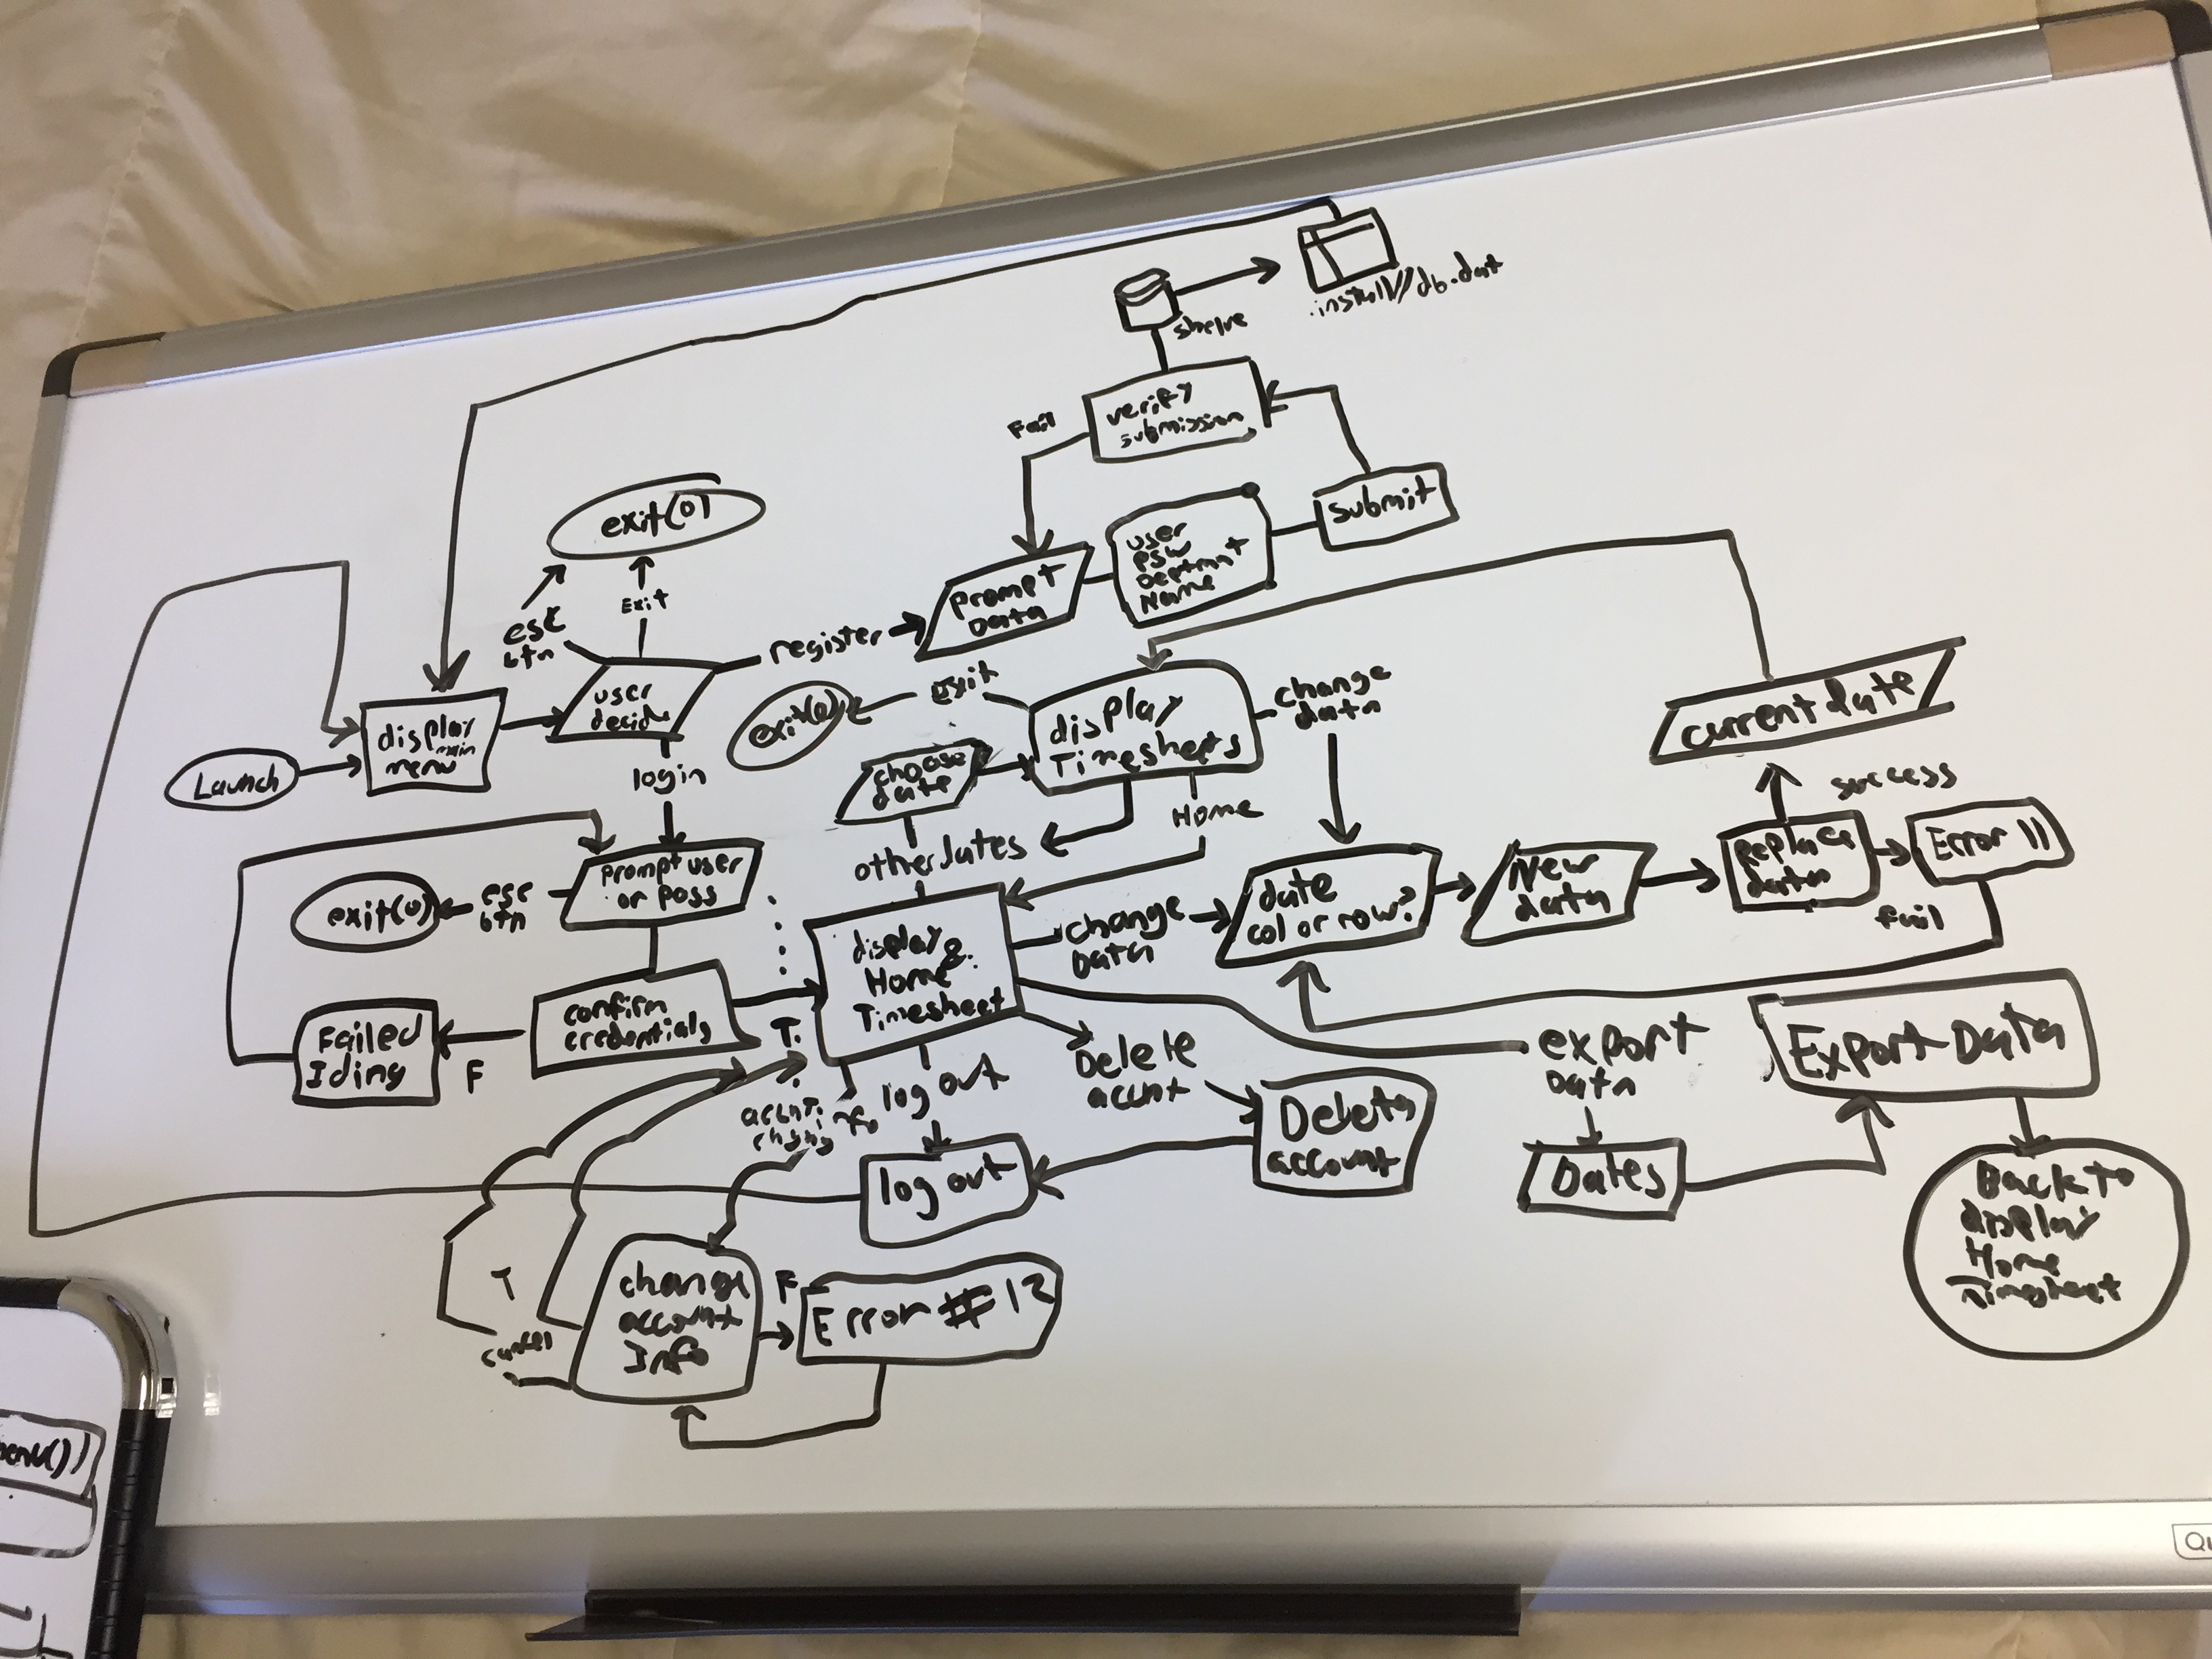 shelve
.install//db.dat
Fail
verify
submission
submit
exit(0)
user
psw
Deptmnt
Name
Prompt
Data
esc
btn
Exit
register
user
decide
display
main
menu
Launch
login
exit(0)
exit
display
Timesheets
change
data
choose
date
other dates
Home
current date
success
Replace
data
Error 11
fail
New
data
date
col or row?
change
Data
prompt user
or pass
esc
btn
exit(0)
confirm
credentials
T.
F
Failed
Iding
display
Home &
Timesheet
export
Data
Export Data
Dates
Back to
display
Home
Timesheet
Delete
accnt
Delete
account
log out
log out
accnt.
info
change
account
Info
T
cancel
F
Error # 12
menu()
Qu